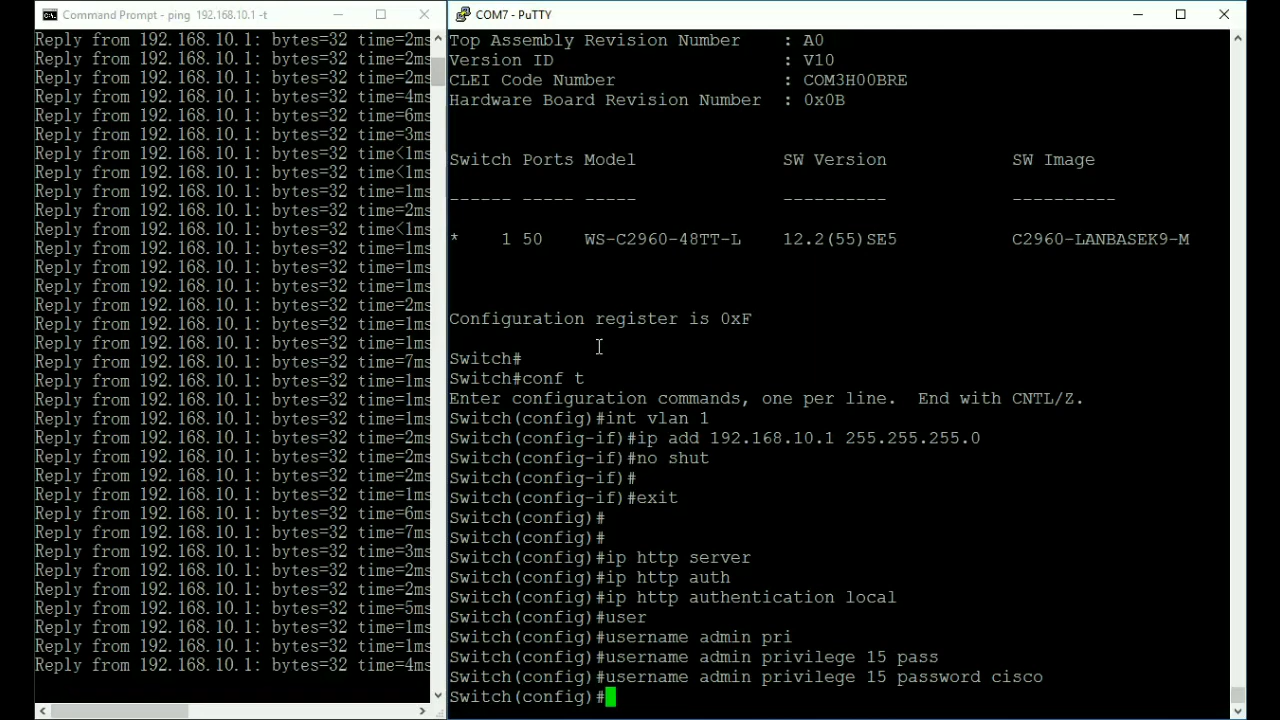 Command Prompt - ping  192.168.10.1 -t
Reply from 192.168.10.1: bytes=32 time=2ms
Reply from 192.168.10.1: bytes=32 time=2ms
Reply from 192.168.10.1: bytes=32 time=2ms
Reply from 192.168.10.1: bytes=32 time=4ms
Reply from 192.168.10.1: bytes=32 time=6ms
Reply from 192.168.10.1: bytes=32 time=3ms
Reply from 192.168.10.1: bytes=32 time<1ms
Reply from 192.168.10.1: bytes=32 time<1ms
Reply from 192.168.10.1: bytes=32 time=1ms
Reply from 192.168.10.1: bytes=32 time=2ms
Reply from 192.168.10.1: bytes=32 time<1ms
Reply from 192.168.10.1: bytes=32 time=1ms
Reply from 192.168.10.1: bytes=32 time=1ms
Reply from 192.168.10.1: bytes=32 time=1ms
Reply from 192.168.10.1: bytes=32 time=2ms
Reply from 192.168.10.1: bytes=32 time=1ms
Reply from 192.168.10.1: bytes=32 time=1ms
Reply from 192.168.10.1: bytes=32 time=7ms
Reply from 192.168.10.1: bytes=32 time=1ms
Reply from 192.168.10.1: bytes=32 time=1ms
Reply from 192.168.10.1: bytes=32 time=1ms
Reply from 192.168.10.1: bytes=32 time=2ms
Reply from 192.168.10.1: bytes=32 time=2ms
Reply from 192.168.10.1: bytes=32 time=2ms
Reply from 192.168.10.1: bytes=32 time=1ms
Reply from 192.168.10.1: bytes=32 time=6ms
Reply from 192.168.10.1: bytes=32 time=7ms
Reply from 192.168.10.1: bytes=32 time=3ms
Reply from 192.168.10.1: bytes=32 time=2ms
Reply from 192.168.10.1: bytes=32 time=2ms
Reply from 192.168.10.1: bytes=32 time=5ms
Reply from 192.168.10.1: bytes=32 time=1ms
Reply from 192.168.10.1: bytes=32 time=1ms
Reply from 192.168.10.1: bytes=32 time=4ms
COM7 - PuTTY
Top Assembly Revision Number    : A0
Version ID                      : V10
CLEI Code Number                : COM3H00BRE
Hardware Board Revision Number  : 0x0B
Switch Ports Model              SW Version            SW Image
------ ----- -----              ----------            ----------
*    1 50    WS-C2960-48TT-L    12.2(55)SE5           C2960-LANBASEK9-M
Configuration register is 0xF
Switch#
Switch#conf t
Enter configuration commands, one per line.  End with CNTL/Z.
Switch(config)#int vlan 1
Switch(config-if)#ip add 192.168.10.1 255.255.255.0
Switch(config-if)#no shut
Switch(config-if)#
Switch(config-if)#exit
Switch(config)#
Switch(config)#
Switch(config)#ip http server
Switch(config)#ip http auth
Switch(config)#ip http authentication local
Switch(config)#user
Switch(config)#username admin pri
Switch(config)#username admin privilege 15 pass
Switch(config)#username admin privilege 15 password cisco
Switch(config)#